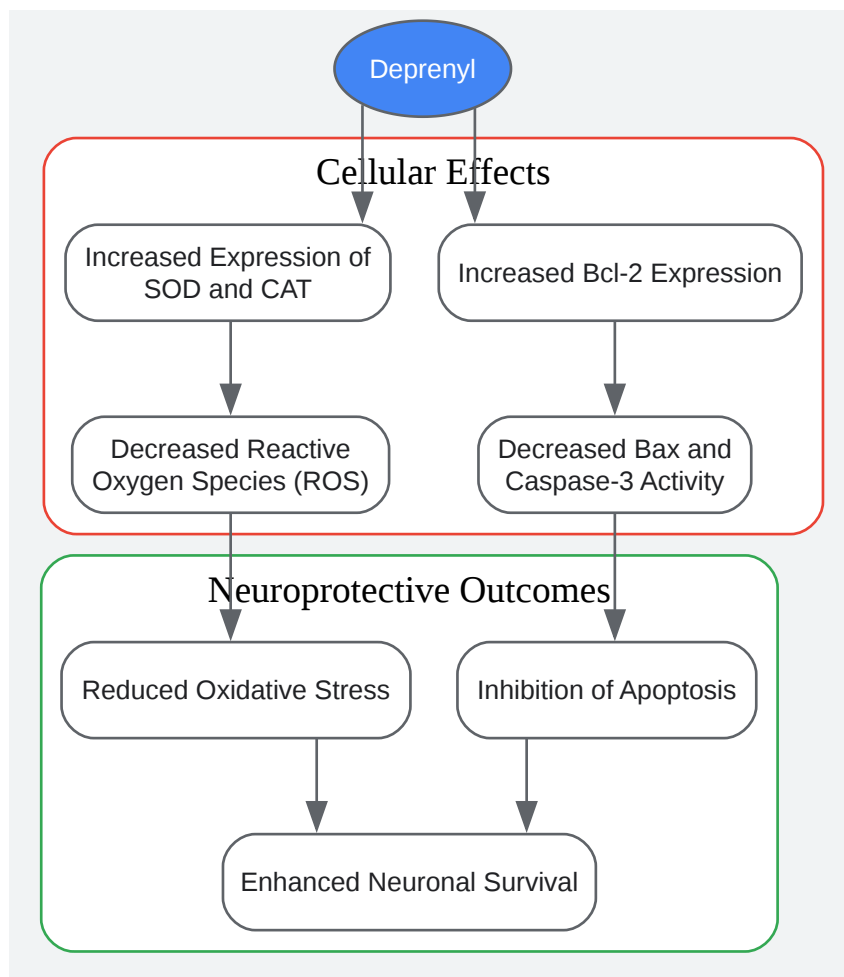 Deprenyl
Cellular Effects
Increased Expression of
SOD and CAT
Increased Bcl-2 Expression
Decreased Reactive
Oxygen Species (ROS)
Decreased Bax and
Caspase-3 Activity
Neuroprotective Outcomes
Reduced Oxidative Stress
Inhibition of Apoptosis
Enhanced Neuronal Survival